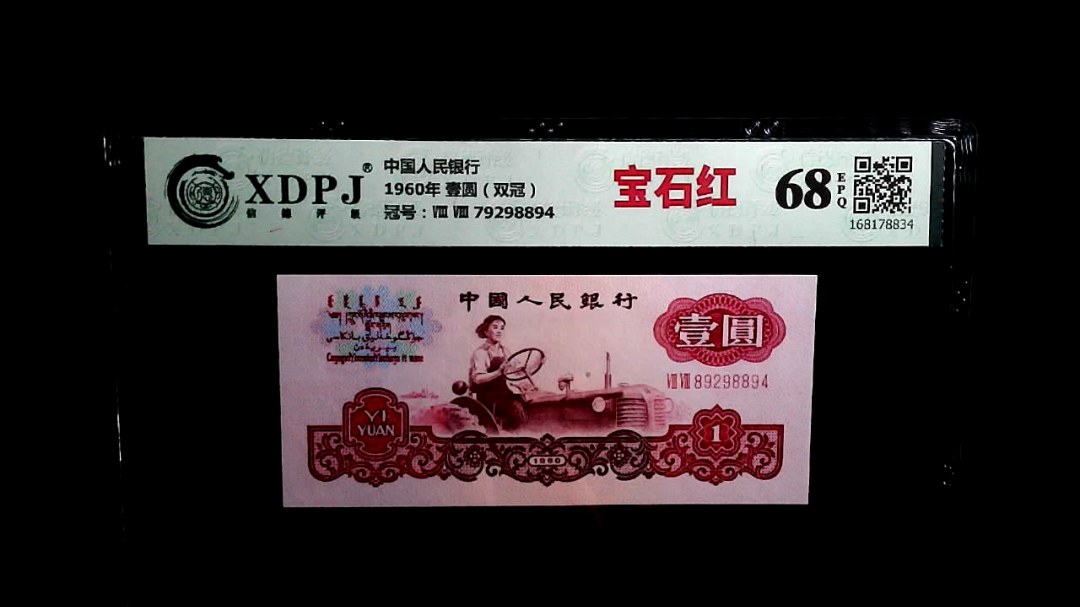 XDPJ®
信德评级
中国人民银行
1960年 壹圆（双冠）
冠号：Ⅷ Ⅷ 79298894
宝石红
68
EPQ
168178834
中國人民銀行
壹圓
Ⅷ Ⅷ 89298894
YI
YUAN
1
1960